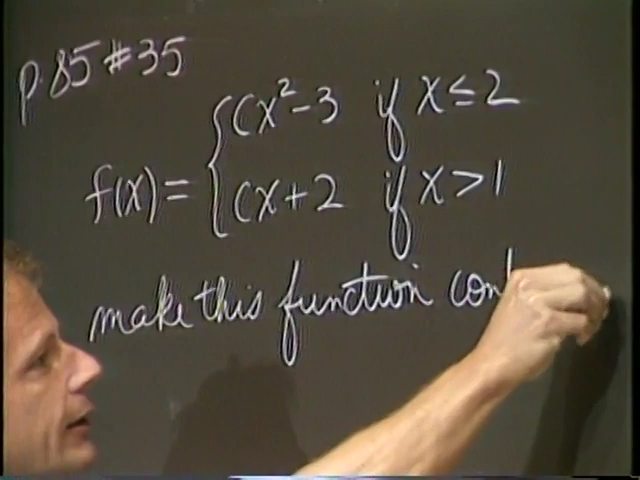 p.85 #35
Cx²-3 if x≤2
f(x)= {
Cx+2 if x>1
make this function con